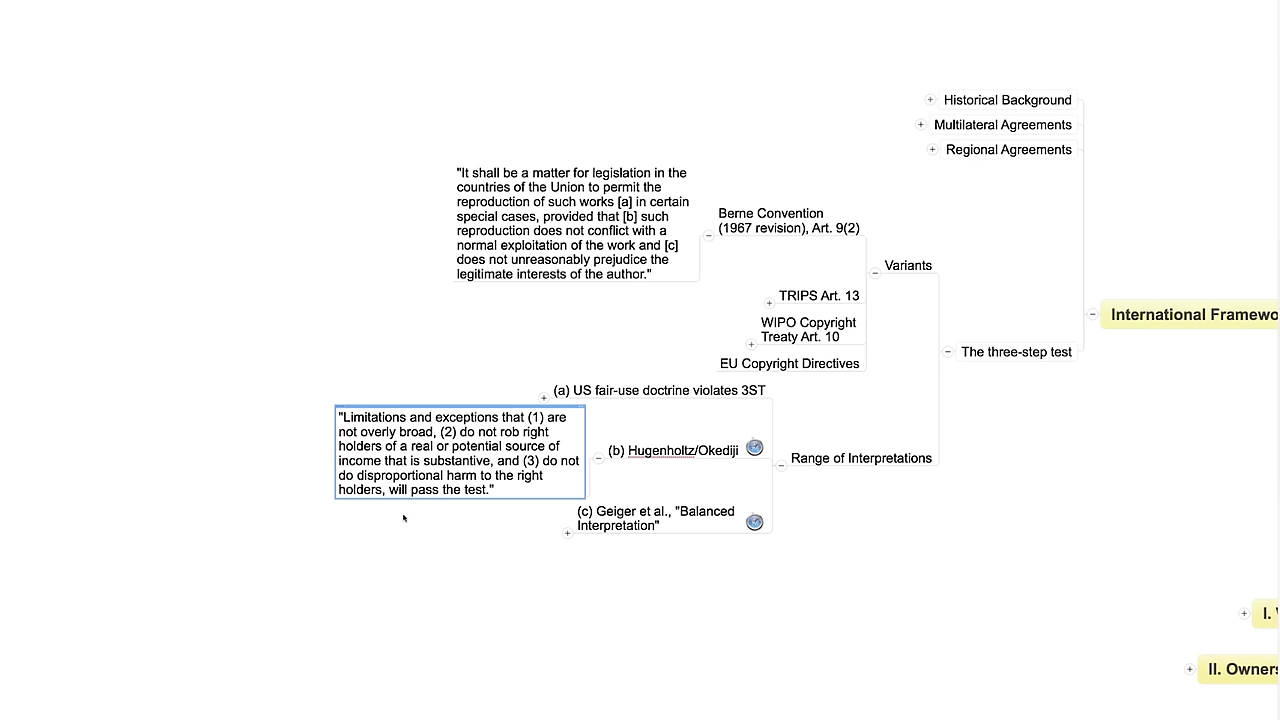 Historical Background
Multilateral Agreements
Regional Agreements
"It shall be a matter for legislation in the
countries of the Union to permit the
reproduction of such works [a] in certain
special cases, provided that [b] such
reproduction does not conflict with a
normal exploitation of the work and [c]
does not unreasonably prejudice the
legitimate interests of the author."
Berne Convention
(1967 revision), Art. 9(2)
Variants
TRIPS Art. 13
WIPO Copyright
Treaty Art. 10
EU Copyright Directives
International Framewo
The three-step test
(a) US fair-use doctrine violates 3ST
"Limitations and exceptions that (1) are
not overly broad, (2) do not rob right
holders of a real or potential source of
income that is substantive, and (3) do not
do disproportional harm to the right
holders, will pass the test."
(b) Hugenholtz/Okediji
Range of Interpretations
(c) Geiger et al., "Balanced
Interpretation"
I.
II. Owners